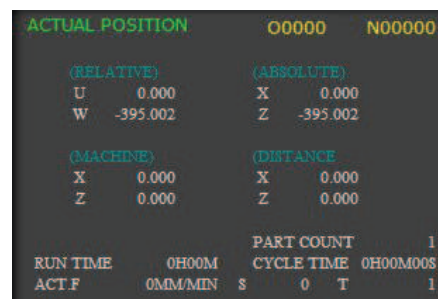 ACTUAL POSITION O0000 N00000
(RELATIVE) (ABSOLUTE)
U 0.000 X 0.000
W -395.002 Z -395.002
(MACHINE) (DISTANCE
X 0.000 X 0.000
Z 0.000 Z 0.000
PART COUNT 1
RUN TIME 0H00M CYCLE TIME 0H00M00S
ACT.F 0MM/MIN S 0 T 1